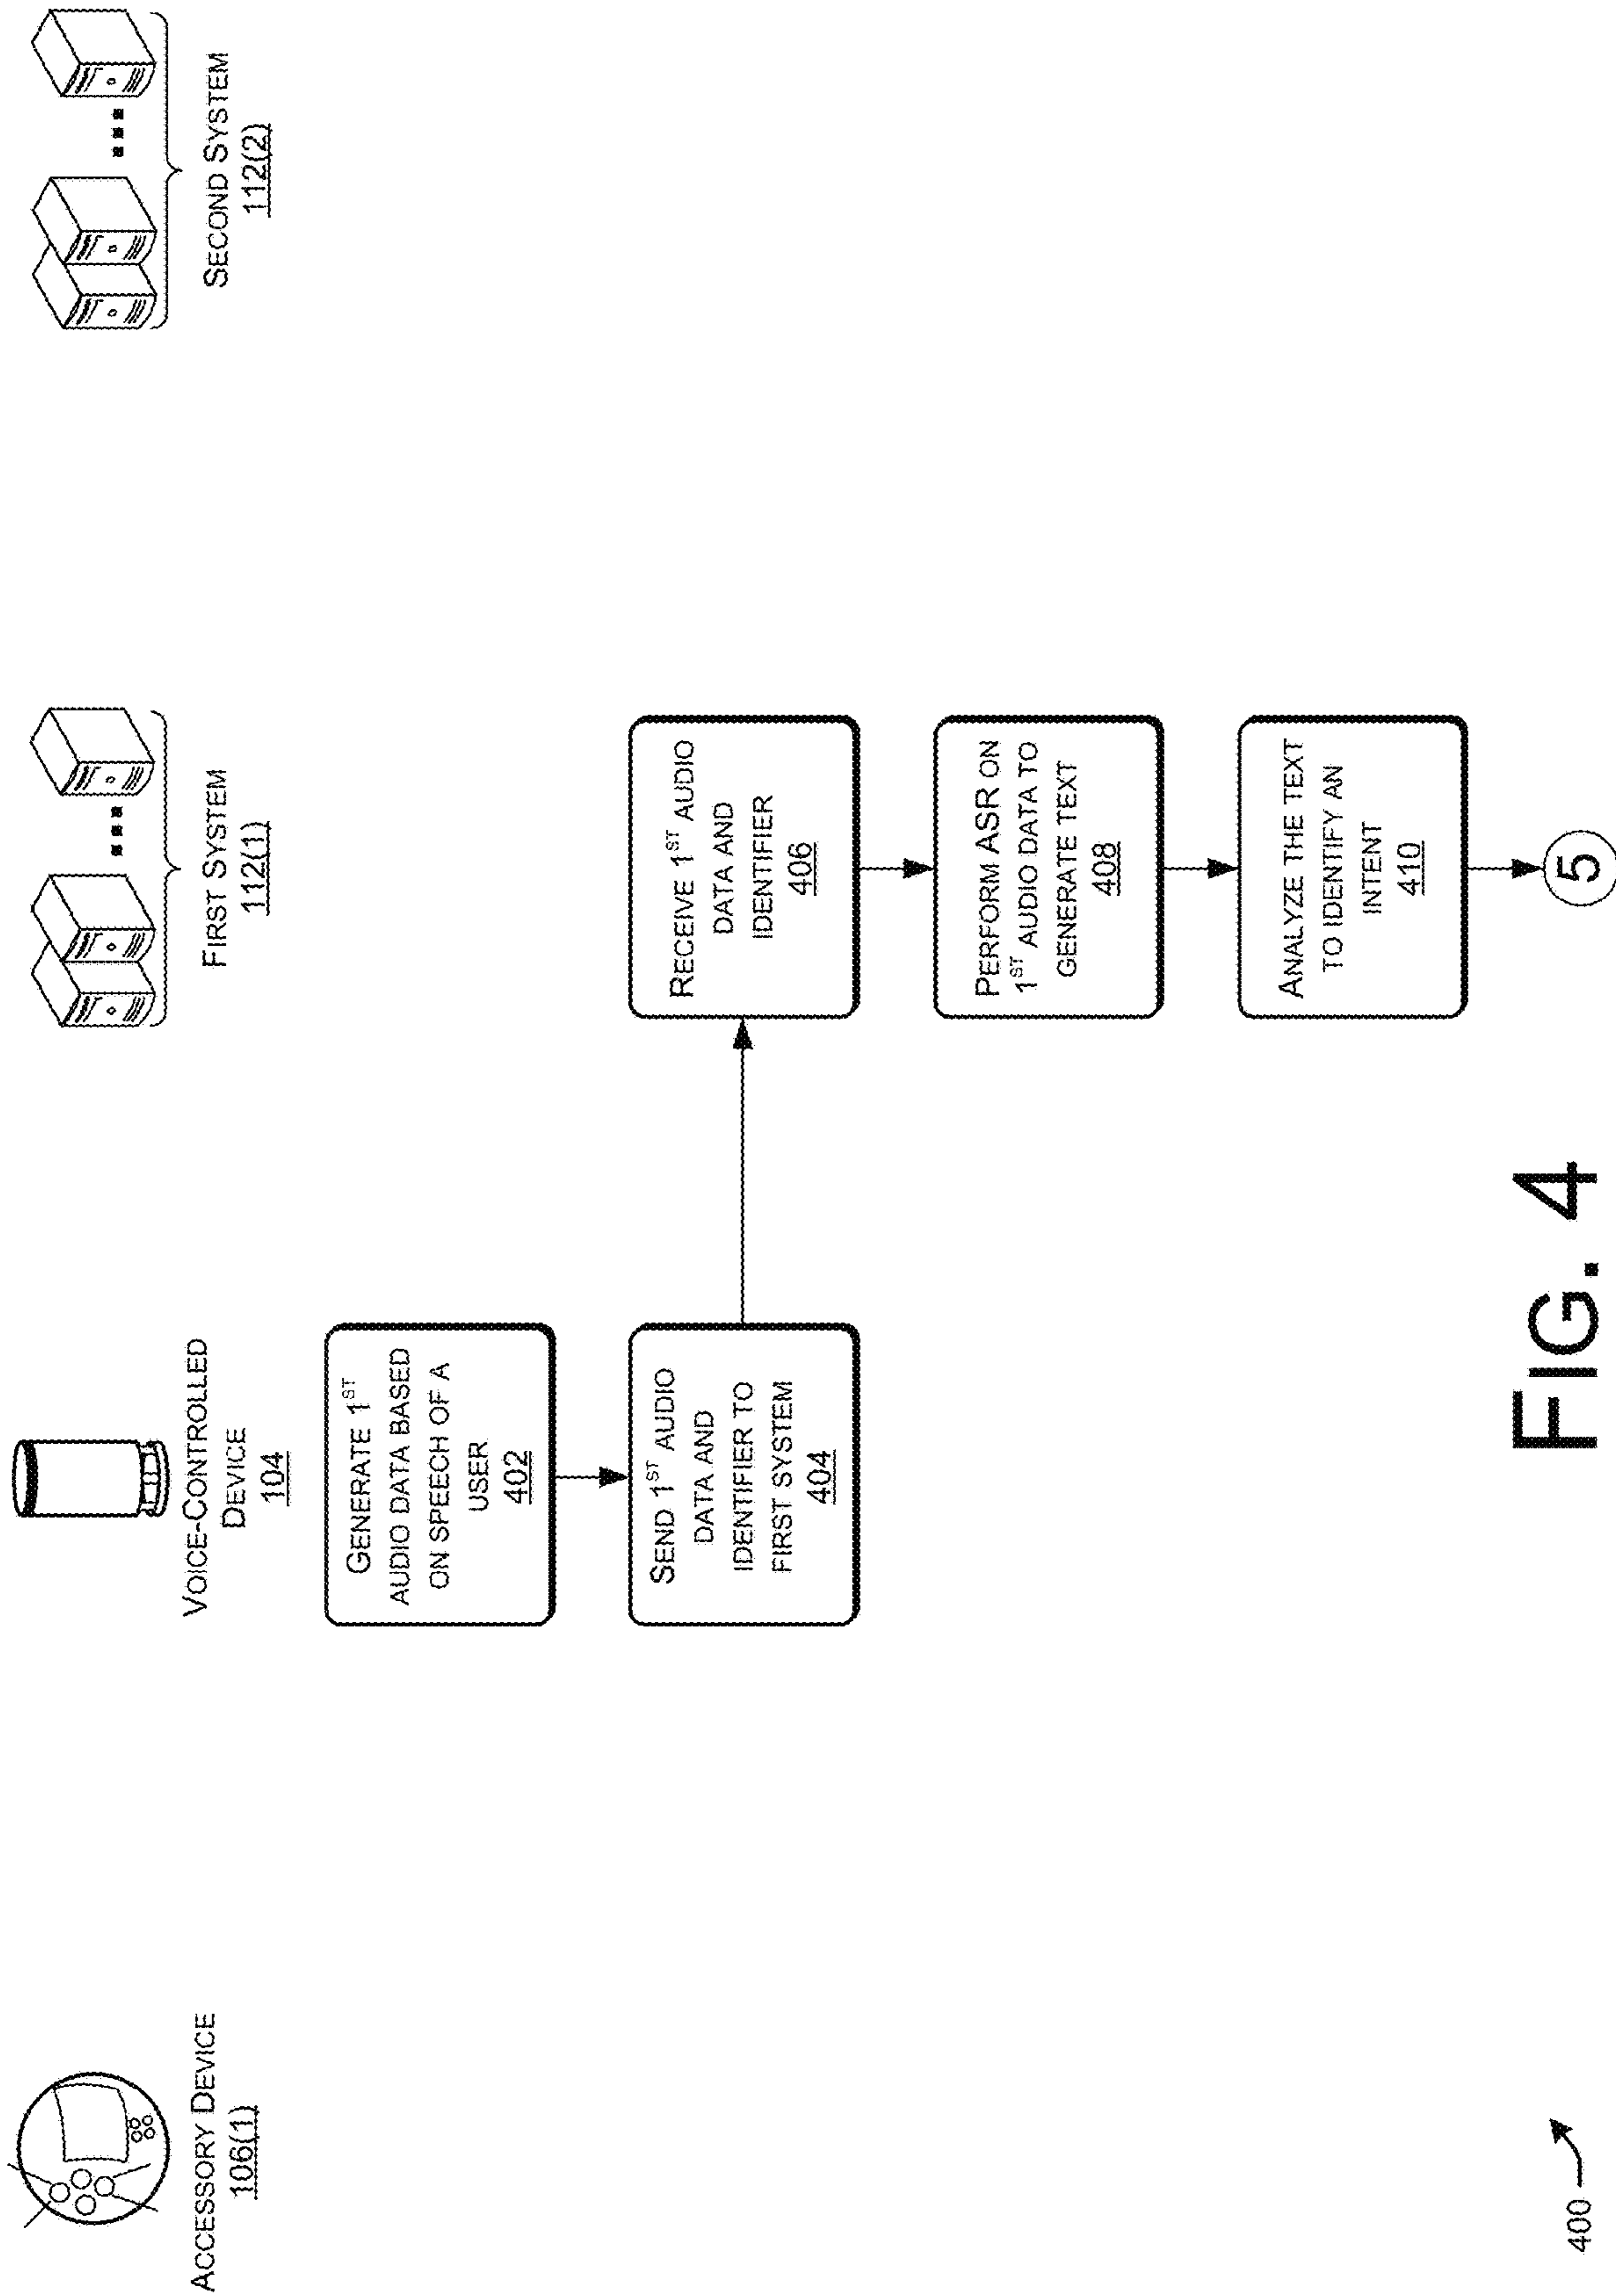 ACCESSORY DEVICE
106(1)
VOICE-CONTROLLED
DEVICE
104
FIRST SYSTEM
112(1)
SECOND SYSTEM
112(2)
GENERATE 1ST
AUDIO DATA BASED
ON SPEECH OF A
USER
402
SEND 1ST AUDIO
DATA AND
IDENTIFIER TO
FIRST SYSTEM
404
RECEIVE 1ST AUDIO
DATA AND
IDENTIFIER
406
PERFORM ASR ON
1ST AUDIO DATA TO
GENERATE TEXT
408
ANALYZE THE TEXT
TO IDENTIFY AN
INTENT
410
5
400
FIG. 4